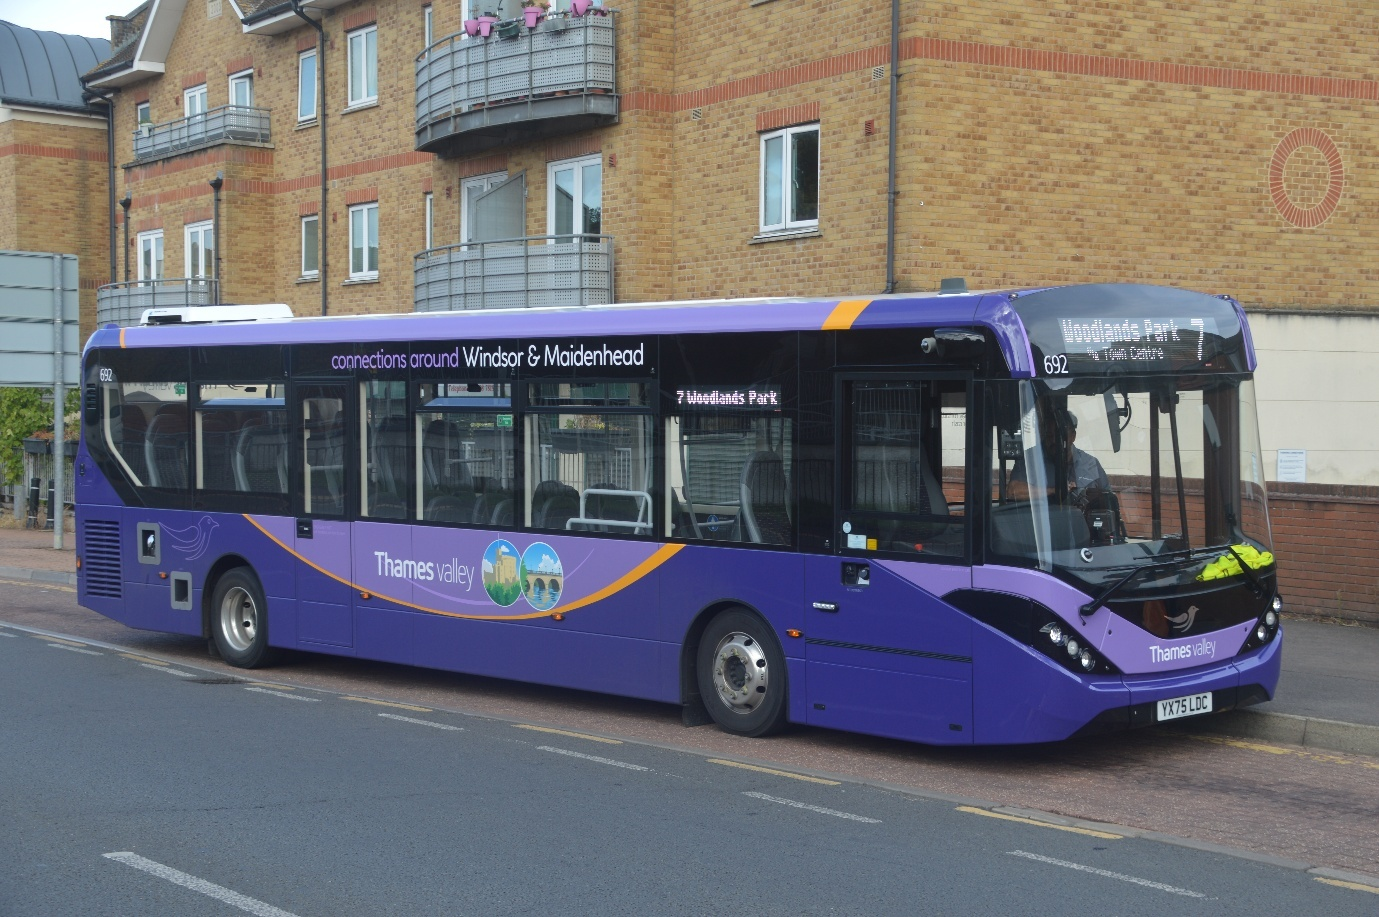 connections around Windsor & Maidenhead
692
7 Woodlands Park
Thames valley
692
Woodlands Park 7
Town Centre
Thames valley
YX75 LDC